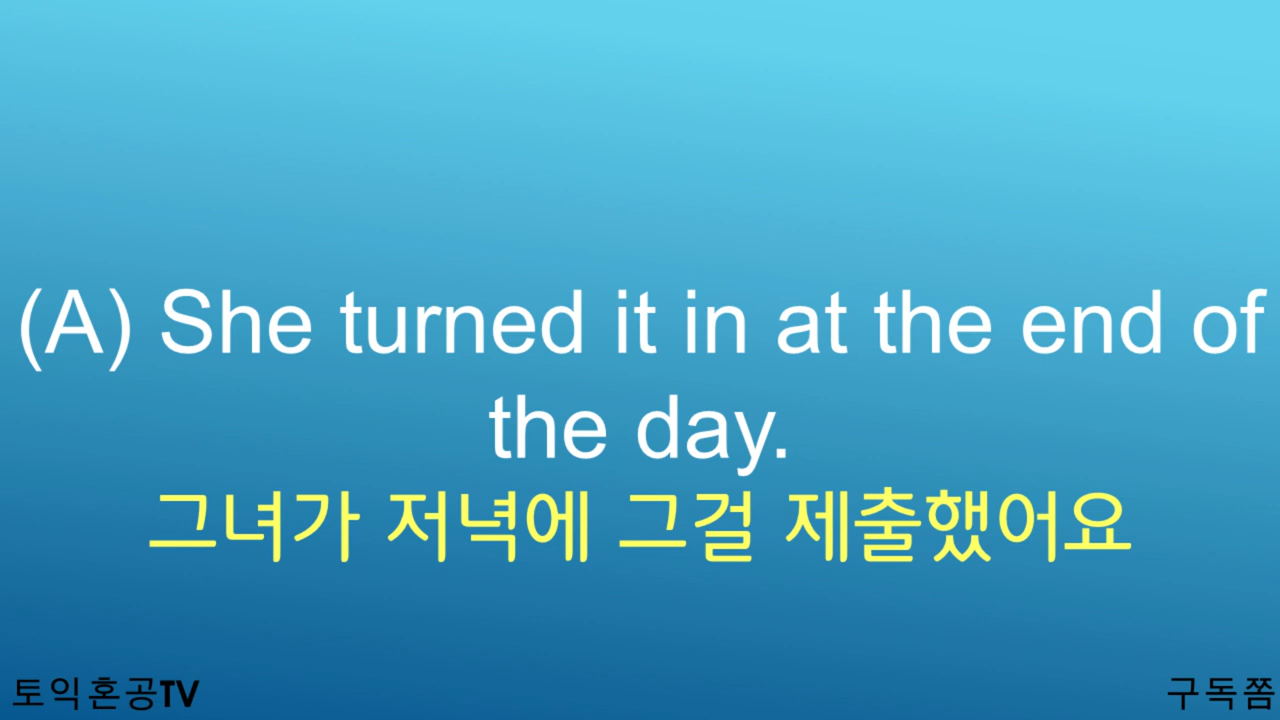 (A) She turned it in at the end of
the day.
그녀가 저녁에 그걸 제출했어요
토익혼공TV
구독쫌